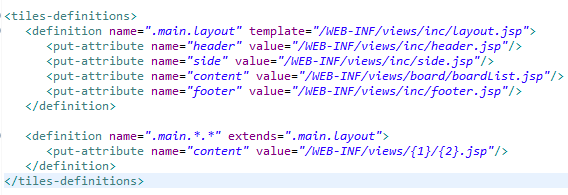 <tiles-definitions>
<definition name=".main.layout" template="/WEB-INF/views/inc/layout.jsp">
<put-attribute name="header" value="/WEB-INF/views/inc/header.jsp"/>
<put-attribute name="side" value="/WEB-INF/views/inc/side.jsp"/>
<put-attribute name="content" value="/WEB-INF/views/board/boardList.jsp"/>
<put-attribute name="footer" value="/WEB-INF/views/inc/footer.jsp"/>
</definition>
<definition name=".main.*.*" extends=".main.layout">
<put-attribute name="content" value="/WEB-INF/views/{1}/{2}.jsp"/>
</definition>
</tiles-definitions>